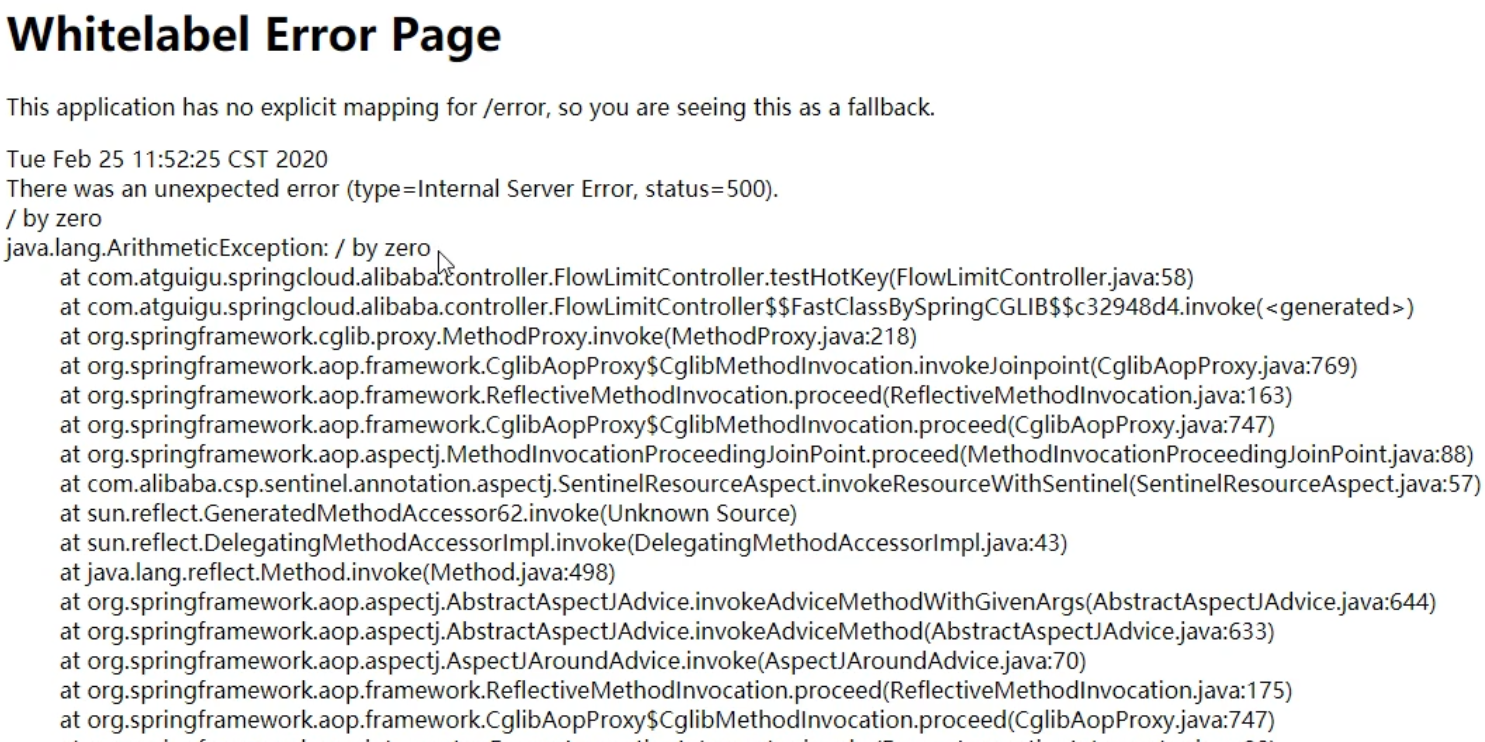 Whitelabel Error Page
This application has no explicit mapping for /error, so you are seeing this as a fallback.
Tue Feb 25 11:52:25 CST 2020
There was an unexpected error (type=Internal Server Error, status=500).
/ by zero
java.lang.ArithmeticException: / by zero
at com.atguigu.springcloud.alibaba.controller.FlowLimitController.testHotKey(FlowLimitController.java:58)
at com.atguigu.springcloud.alibaba.controller.FlowLimitController$$FastClassBySpringCGLIB$$c32948d4.invoke(<generated>)
at org.springframework.cglib.proxy.MethodProxy.invoke(MethodProxy.java:218)
at org.springframework.aop.framework.CglibAopProxy$CglibMethodInvocation.invokeJoinpoint(CglibAopProxy.java:769)
at org.springframework.aop.framework.ReflectiveMethodInvocation.proceed(ReflectiveMethodInvocation.java:163)
at org.springframework.aop.framework.CglibAopProxy$CglibMethodInvocation.proceed(CglibAopProxy.java:747)
at org.springframework.aop.aspectj.MethodInvocationProceedingJoinPoint.proceed(MethodInvocationProceedingJoinPoint.java:88)
at com.alibaba.csp.sentinel.annotation.aspectj.SentinelResourceAspect.invokeResourceWithSentinel(SentinelResourceAspect.java:57)
at sun.reflect.GeneratedMethodAccessor62.invoke(Unknown Source)
at sun.reflect.DelegatingMethodAccessorImpl.invoke(DelegatingMethodAccessorImpl.java:43)
at java.lang.reflect.Method.invoke(Method.java:498)
at org.springframework.aop.aspectj.AbstractAspectJAdvice.invokeAdviceMethodWithGivenArgs(AbstractAspectJAdvice.java:644)
at org.springframework.aop.aspectj.AbstractAspectJAdvice.invokeAdviceMethod(AbstractAspectJAdvice.java:633)
at org.springframework.aop.aspectj.AspectJAroundAdvice.invoke(AspectJAroundAdvice.java:70)
at org.springframework.aop.framework.ReflectiveMethodInvocation.proceed(ReflectiveMethodInvocation.java:175)
at org.springframework.aop.framework.CglibAopProxy$CglibMethodInvocation.proceed(CglibAopProxy.java:747)